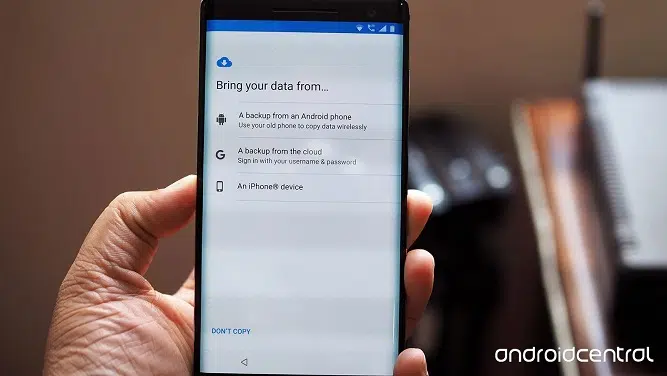 Bring your data from...
A backup from an Android phone
Use your old phone to copy data wirelessly
G
A backup from the cloud
Sign in with your username & password
An iPhone® device
DON'T COPY
androidcentral